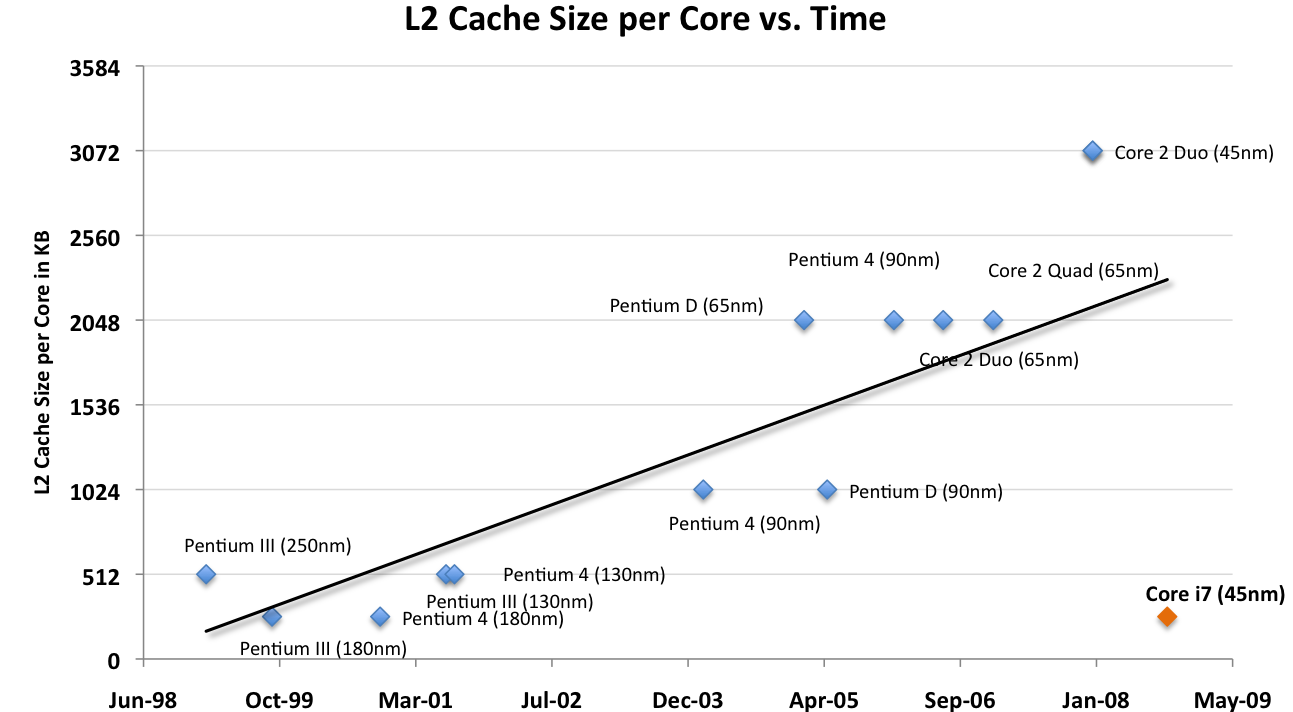 L2 Cache Size per Core vs. Time
L2 Cache Size per Core in KB
3584
3072
2560
2048
1536
1024
512
0
Core 2 Duo (45nm)
Pentium 4 (90nm)
Core 2 Quad (65nm)
Pentium D (65nm)
Core 2 Duo (65nm)
Pentium D (90nm)
Pentium 4 (90nm)
Pentium III (250nm)
Pentium 4 (130nm)
Core i7 (45nm)
Pentium III (130nm)
Pentium 4 (180nm)
Pentium III (180nm)
Jun-98 Oct-99 Mar-01 Jul-02 Dec-03 Apr-05 Sep-06 Jan-08 May-09